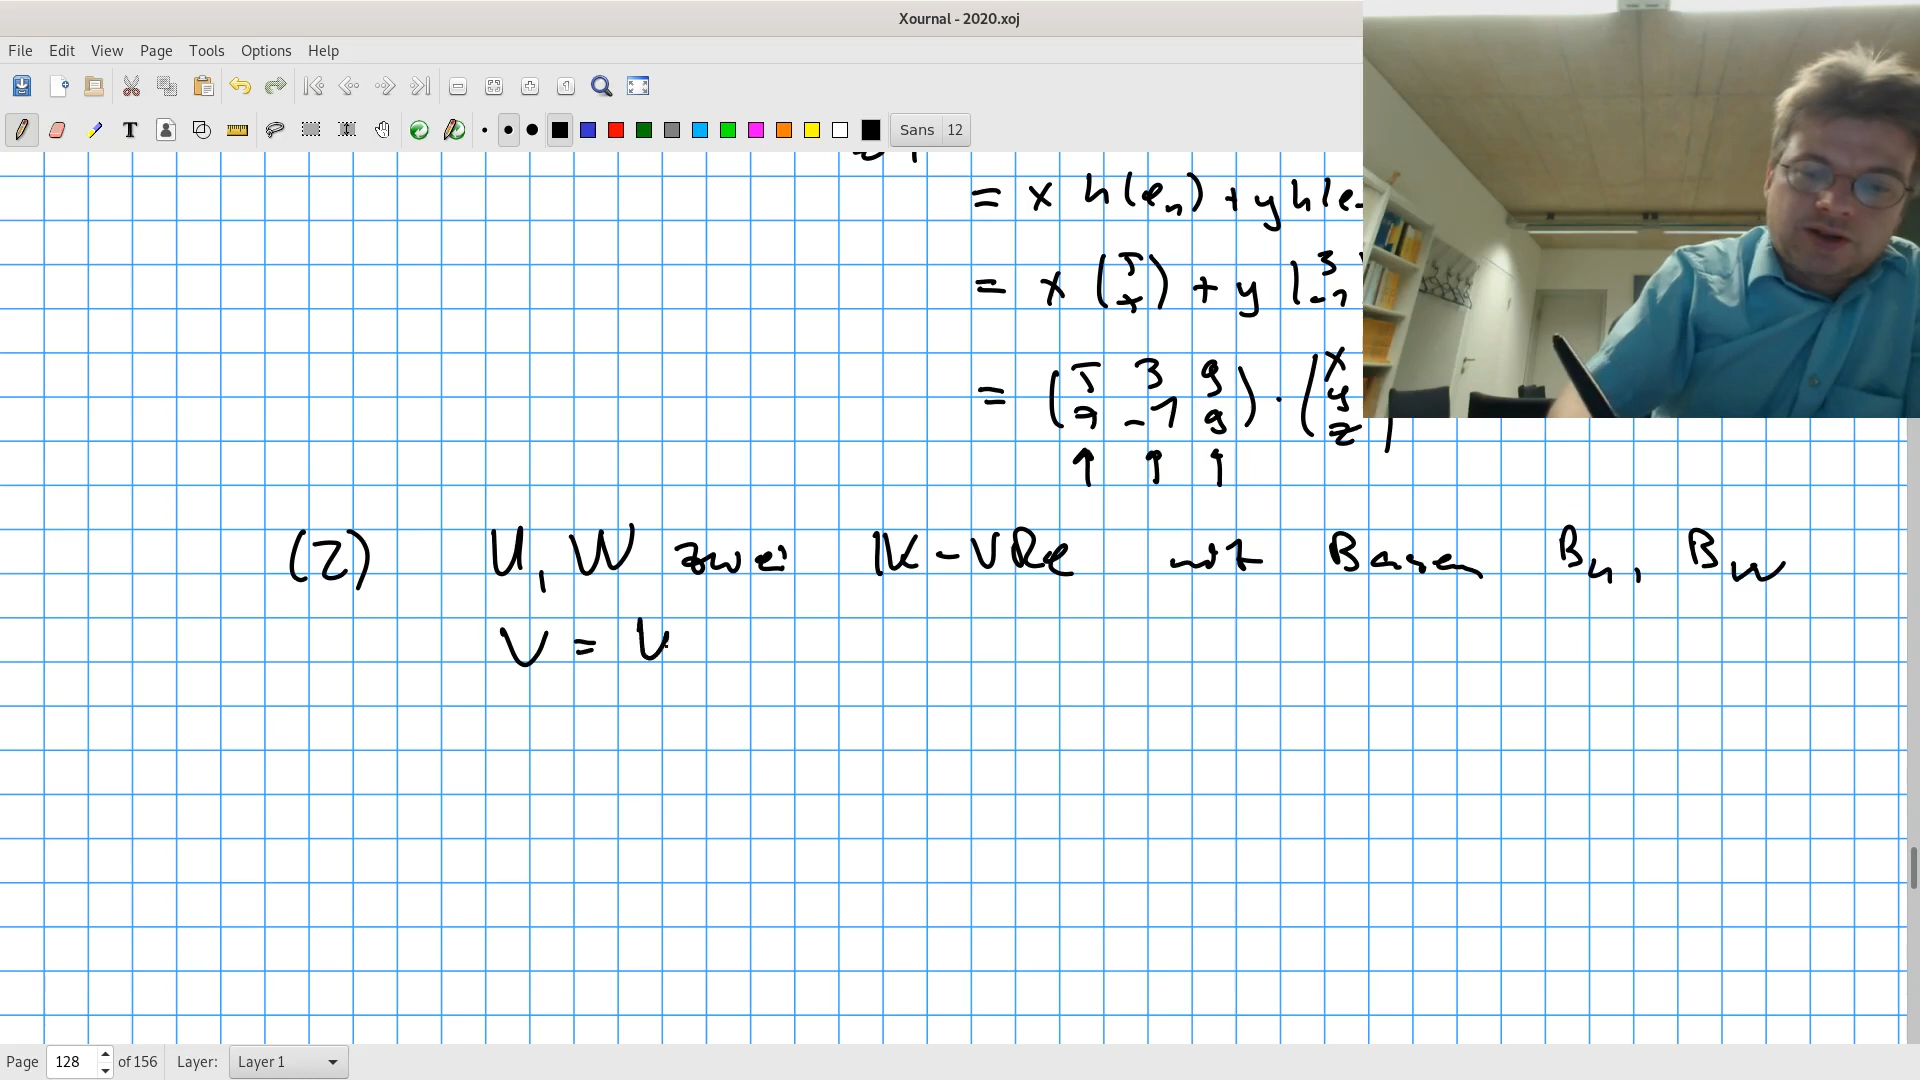 Xournal - 2020.xoj
File Edit View Page Tools Options Help
Sans 12
= x h(e₁) + y h(e
= x (5 7) + y (3 -1
= (5 3 9
7 -1 9) · (x
y
z)
↑ ↑ ↑
(2) U, W zwei K-VRe mit Basen B_U, B_W
V = U
Page 128 of 156 Layer: Layer 1